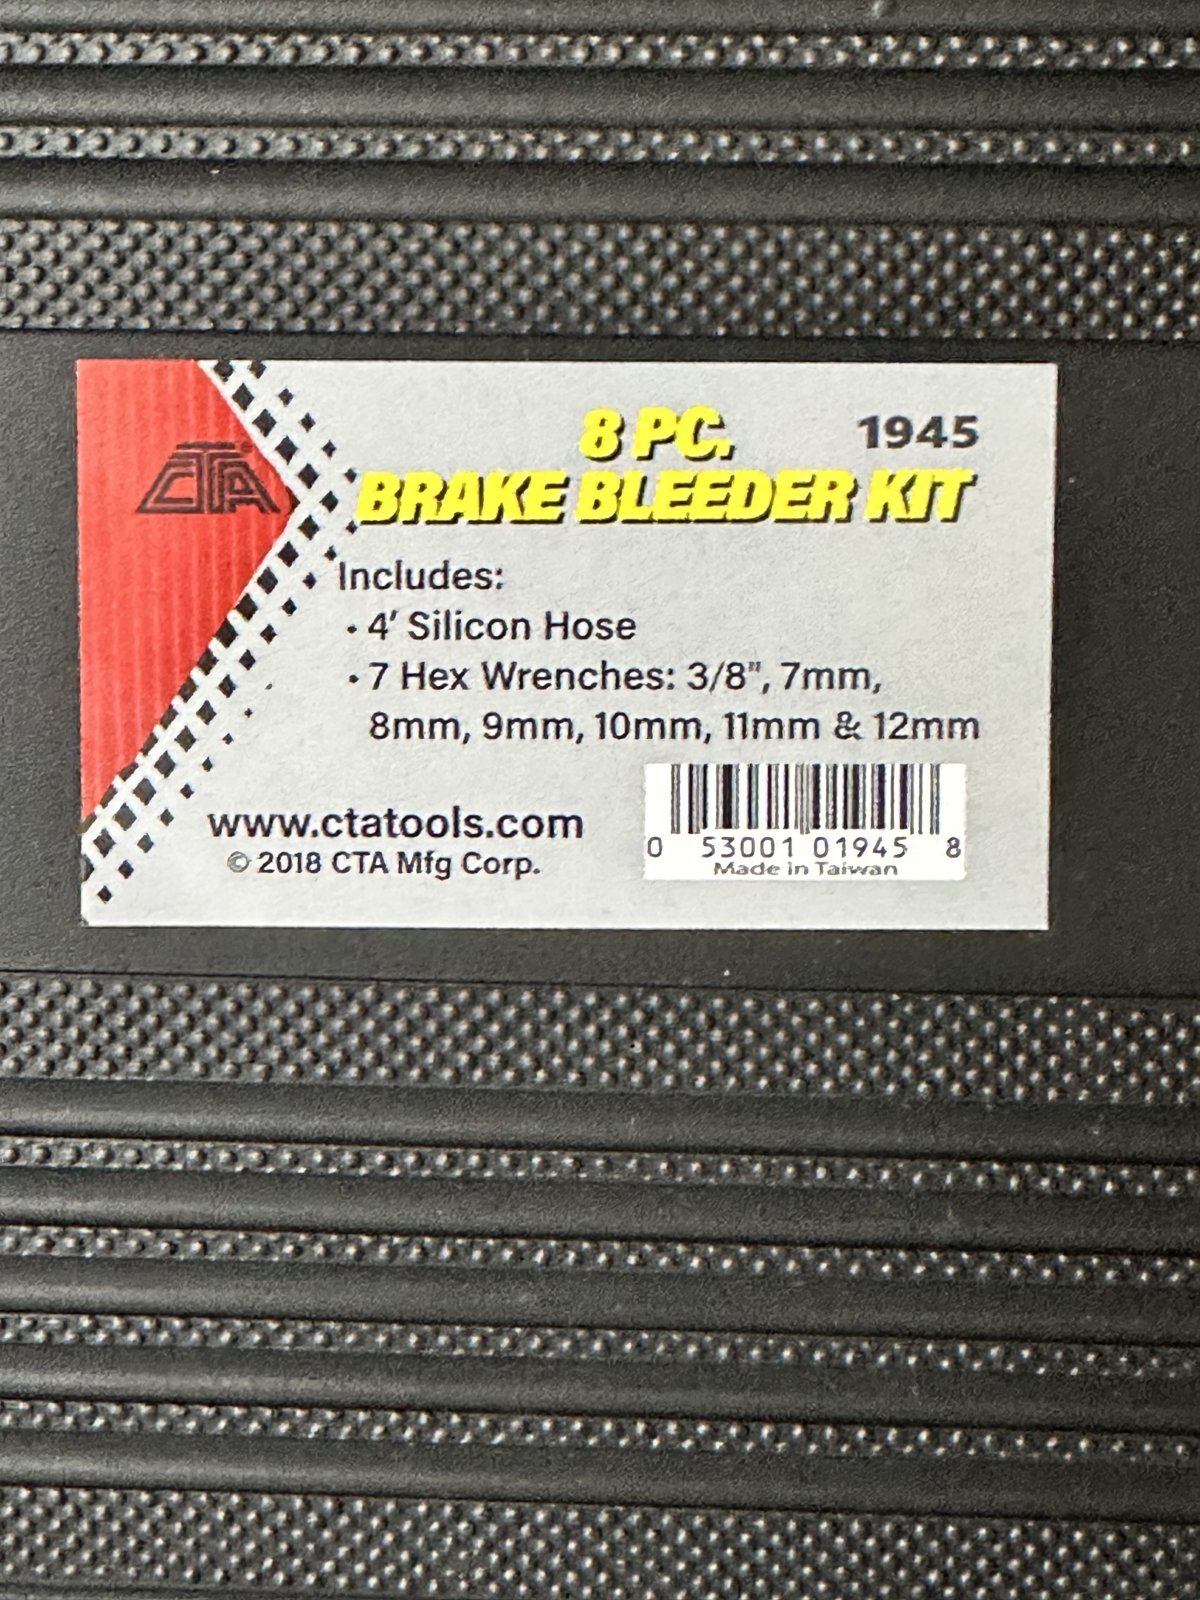 CTA
8 PC. 1945
BRAKE BLEEDER KIT
Includes:
• 4' Silicon Hose
• 7 Hex Wrenches: 3/8", 7mm,
8mm, 9mm, 10mm, 11mm & 12mm
www.ctatools.com
© 2018 CTA Mfg Corp.
0 53001 01945 8
Made in Taiwan